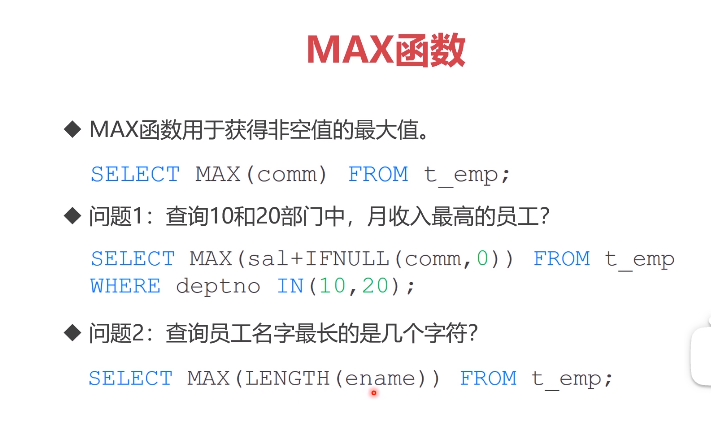 MAX函数
◆ MAX函数用于获得非空值的最大值。
SELECT MAX(comm) FROM t_emp;
◆ 问题1：查询10和20部门中，月收入最高的员工？
SELECT MAX(sal+IFNULL(comm,0)) FROM t_emp
WHERE deptno IN(10,20);
◆ 问题2：查询员工名字最长的是几个字符？
SELECT MAX(LENGTH(ename)) FROM t_emp;